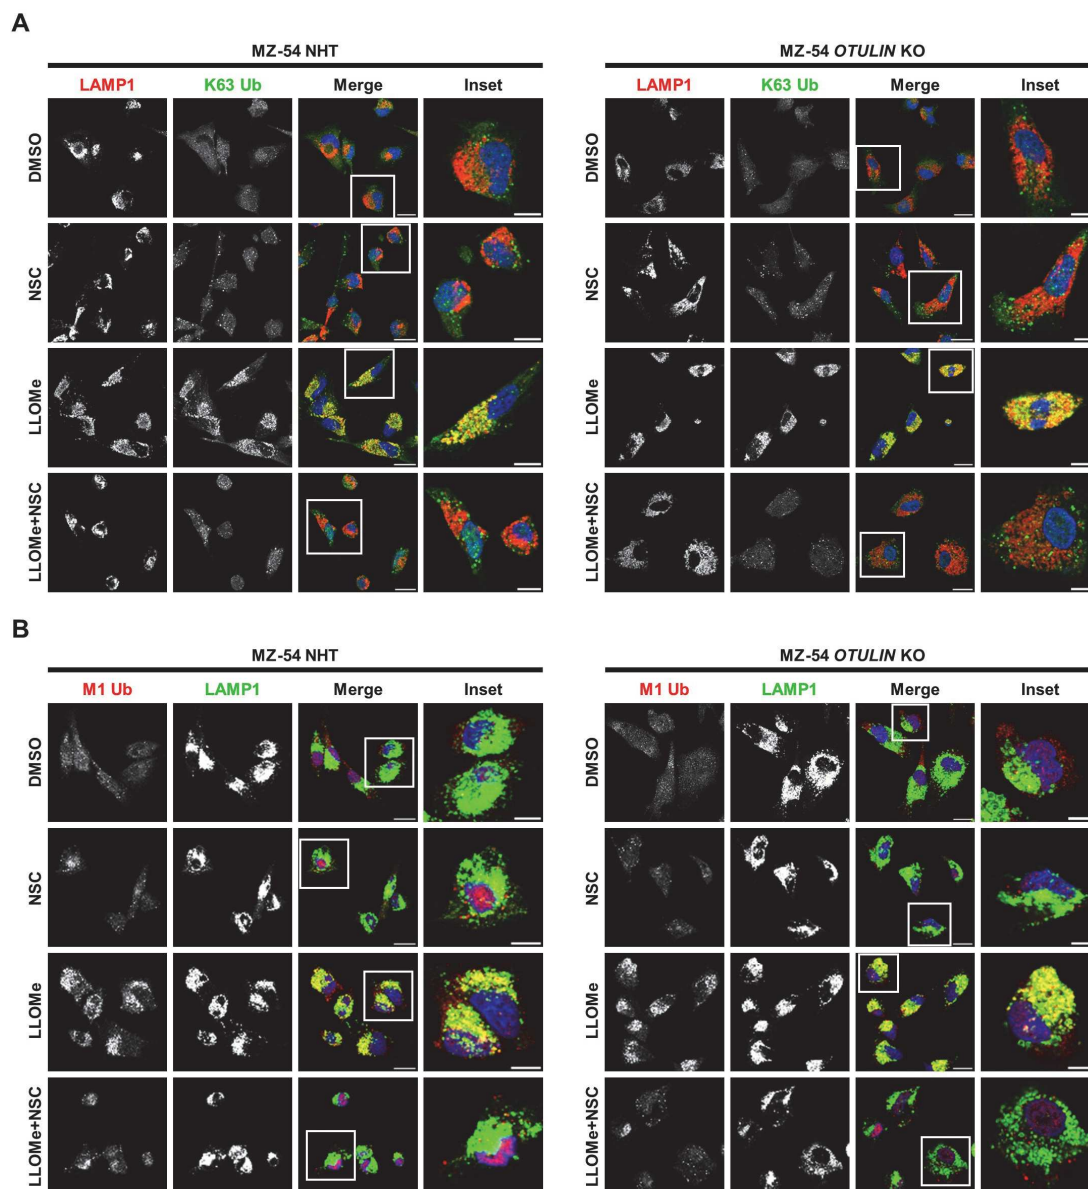 A
MZ-54 NHT
MZ-54 OTULIN KO
LAMP1 K63 Ub Merge Inset
LAMP1 K63 Ub Merge Inset
DMSO
DMSO
NSC
NSC
LLOMe
LLOMe
LLOMe+NSC
LLOMe+NSC
B
MZ-54 NHT
MZ-54 OTULIN KO
M1 Ub LAMP1 Merge Inset
M1 Ub LAMP1 Merge Inset
DMSO
DMSO
NSC
NSC
LLOMe
LLOMe
LLOMe+NSC
LLOMe+NSC